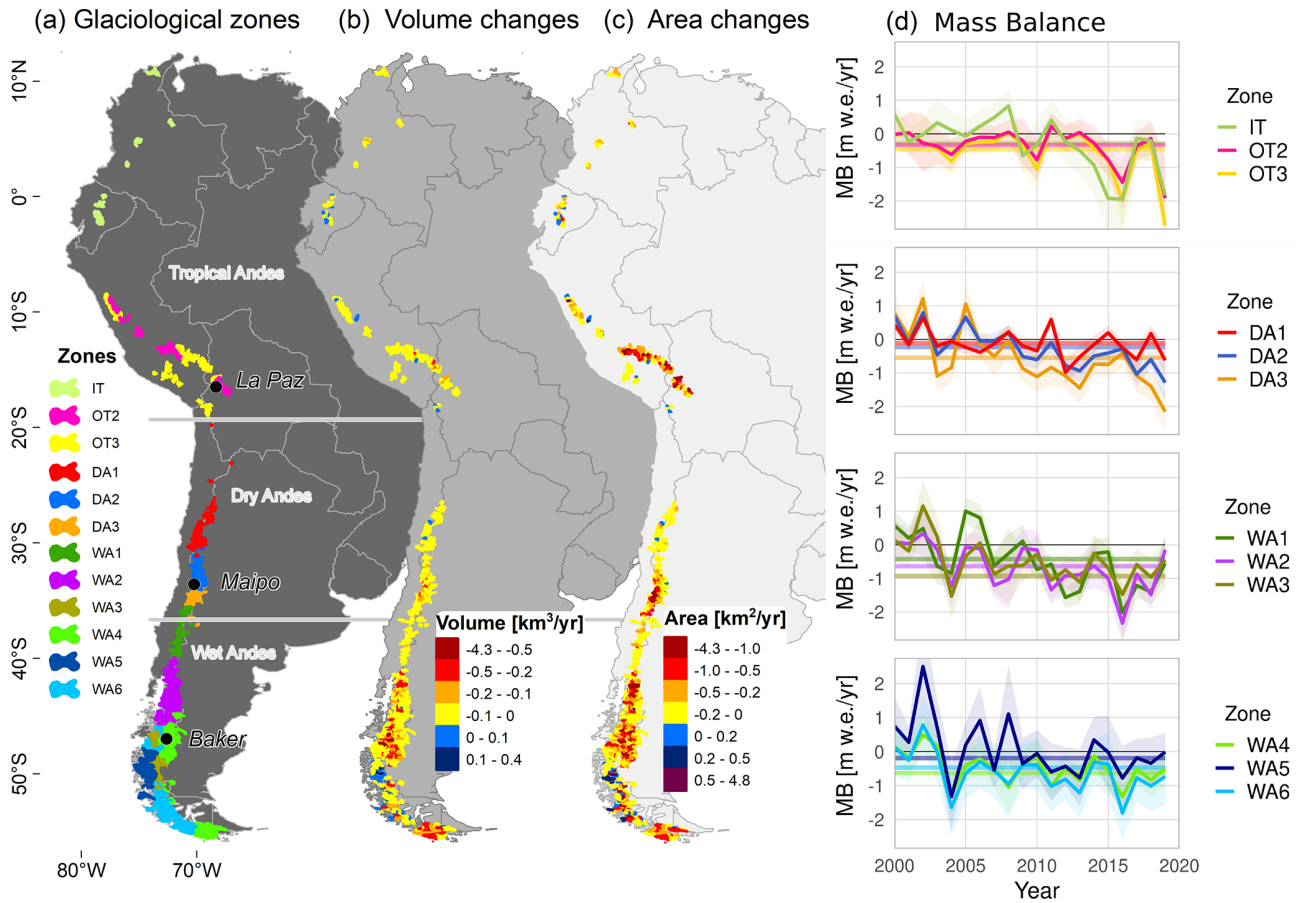 (a) Glaciological zones
(b) Volume changes
(c) Area changes
(d) Mass Balance
10°N
0°
10°S
20°S
30°S
40°S
50°S
80°W
70°W
Tropical Andes
La Paz
Dry Andes
Maipo
Wet Andes
Baker
Zones
IT
OT2
OT3
DA1
DA2
DA3
WA1
WA2
WA3
WA4
WA5
WA6
Volume [km³/yr]
-4.3 - -0.5
-0.5 - -0.2
-0.2 - -0.1
-0.1 - 0
0 - 0.1
0.1 - 0.4
Area [km²/yr]
-4.3 - -1.0
-1.0 - -0.5
-0.5 - -0.2
-0.2 - 0
0 - 0.2
0.2 - 0.5
0.5 - 4.8
MB [m w.e./yr]
2
1
0
-1
-2
Zone
IT
OT2
OT3
MB [m w.e./yr]
2
1
0
-1
-2
Zone
DA1
DA2
DA3
MB [m w.e./yr]
2
1
0
-1
-2
Zone
WA1
WA2
WA3
MB [m w.e./yr]
2
1
0
-1
-2
Zone
WA4
WA5
WA6
2000
2005
2010
2015
2020
Year